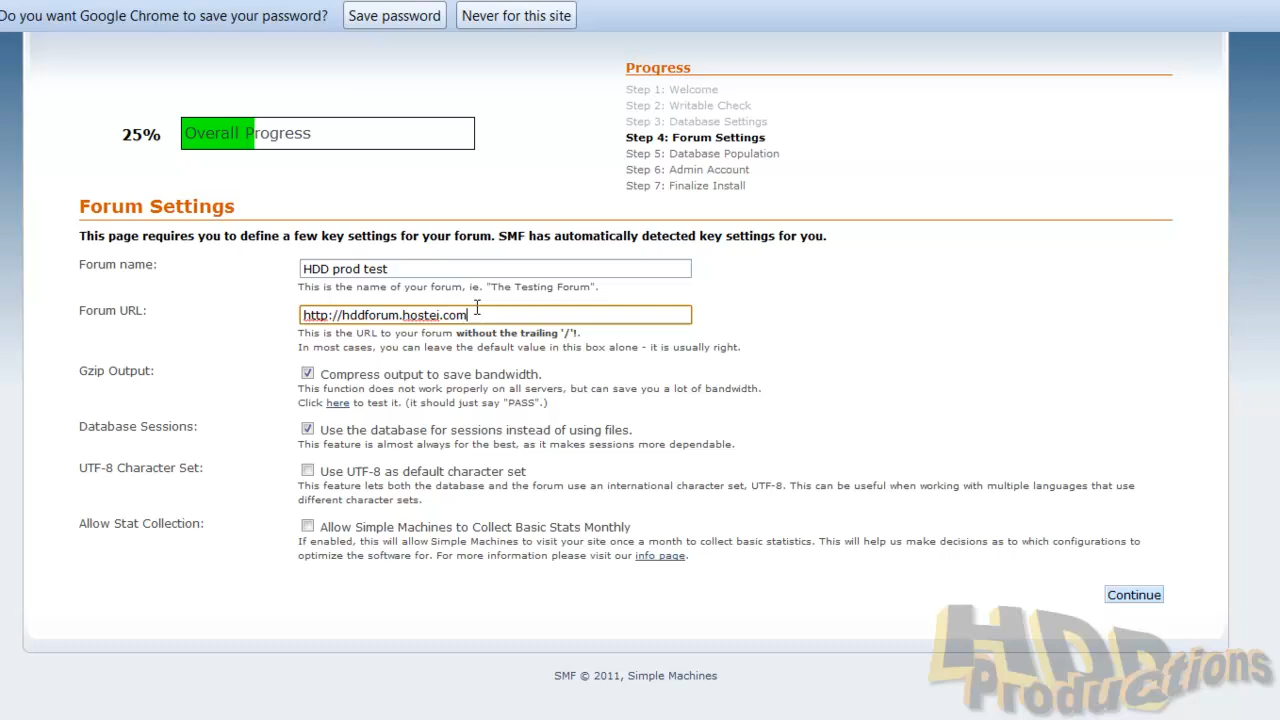 Do you want Google Chrome to save your password? Save password Never for this site
Progress
Step 1: Welcome
Step 2: Writable Check
Step 3: Database Settings
Step 4: Forum Settings
Step 5: Database Population
Step 6: Admin Account
Step 7: Finalize Install
25% Overall Progress
Forum Settings
This page requires you to define a few key settings for your forum. SMF has automatically detected key settings for you.
Forum name: HDD prod test
This is the name of your forum, ie. "The Testing Forum".
Forum URL: http://hddforum.hostei.com
This is the URL to your forum without the trailing '/'!.
In most cases, you can leave the default value in this box alone - it is usually right.
Gzip Output: Compress output to save bandwidth.
This function does not work properly on all servers, but can save you a lot of bandwidth.
Click here to test it. (it should just say "PASS".)
Database Sessions: Use the database for sessions instead of using files.
This feature is almost always for the best, as it makes sessions more dependable.
UTF-8 Character Set: Use UTF-8 as default character set
This feature lets both the database and the forum use an international character set, UTF-8. This can be useful when working with multiple languages that use
different character sets.
Allow Stat Collection: Allow Simple Machines to Collect Basic Stats Monthly
If enabled, this will allow Simple Machines to visit your site once a month to collect basic statistics. This will help us make decisions as to which configurations to
optimize the software for. For more information please visit our info page.
Continue
SMF © 2011, Simple Machines
HDD
Productions